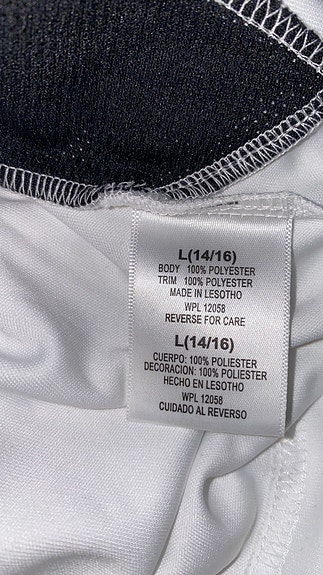 L(14/16)
BODY 100% POLYESTER
TRIM 100% POLYESTER
MADE IN LESOTHO
WPL 12058
REVERSE FOR CARE
L(14/16)
CUERPO: 100% POLIESTER
DECORACION: 100% POLIESTER
HECHO EN LESOTHO
WPL 12058
CUIDADO AL REVERSO